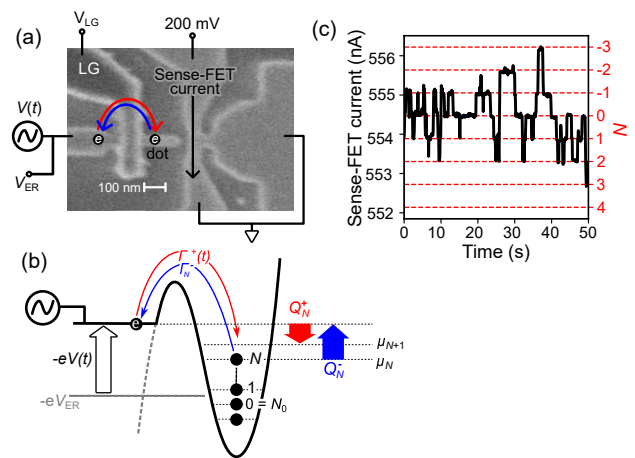 (a)
V_LG
200 mV
LG
Sense-FET
current
V(t)
e
e
dot
V_ER
100 nm
(c)
Sense-FET current (nA)
556
555
554
553
552
-3
-2
-1
0
1
2
3
4
N
0 10 20 30 40 50
Time (s)
(b)
Γ⁺(t)
Γ_N⁻
e
Q_N⁺
μ_N+1
-eV(t)
N
μ_N
Q_N⁻
1
-eV_ER
0 = N₀